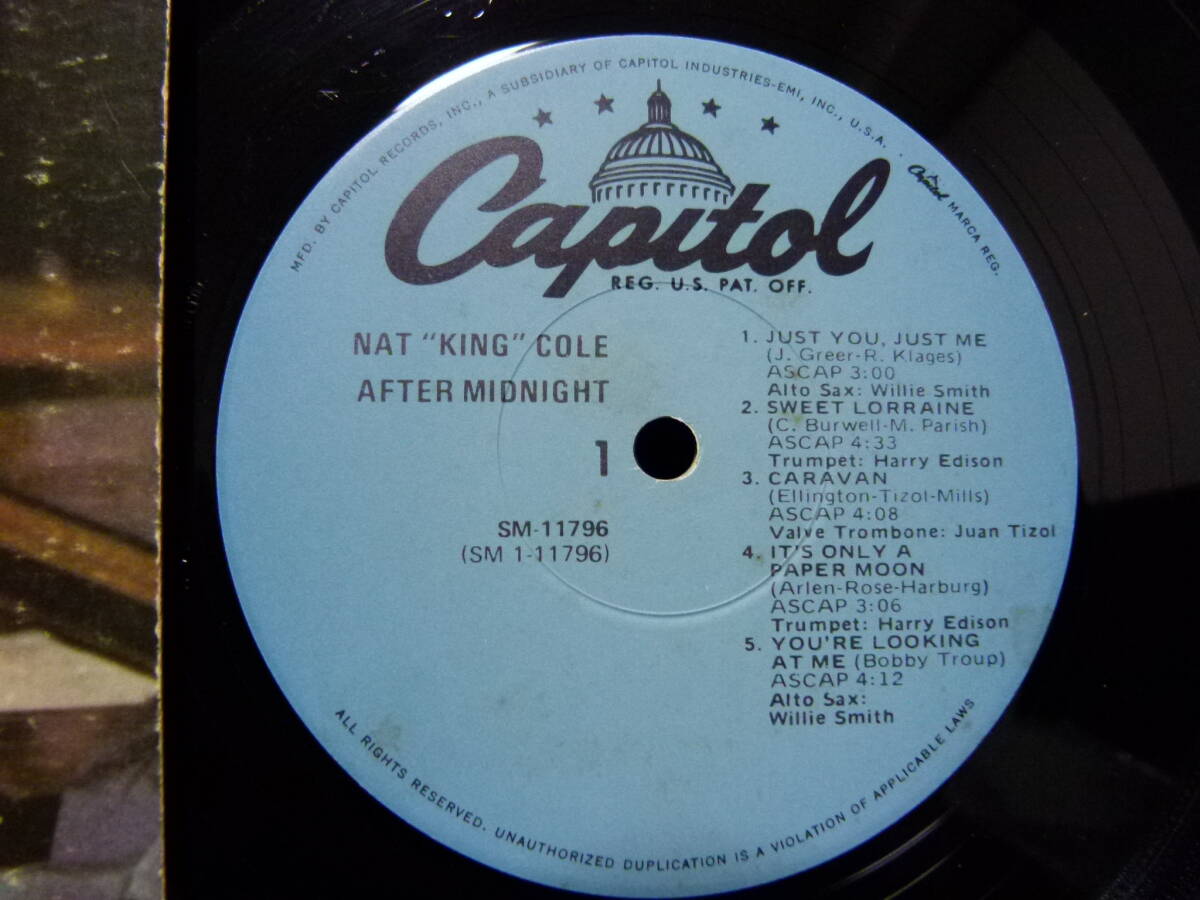 MFD. BY CAPITOL RECORDS, INC., A SUBSIDIARY OF CAPITOL INDUSTRIES-EMI, INC., U.S.A. . Capitol MARCA REG.
Capitol
REG. U.S. PAT. OFF.
NAT "KING" COLE
AFTER MIDNIGHT
1
SM-11796
(SM 1-11796)
1. JUST YOU, JUST ME
(J. Greer-R. Klages)
ASCAP 3:00
Alto Sax: Willie Smith
2. SWEET LORRAINE
(C. Burwell-M. Parish)
ASCAP 4:33
Trumpet: Harry Edison
3. CARAVAN
(Ellington-Tizol-Mills)
ASCAP 4:08
Valve Trombone: Juan Tizol
4. IT'S ONLY A
PAPER MOON
(Arlen-Rose-Harburg)
ASCAP 3:06
Trumpet: Harry Edison
5. YOU'RE LOOKING
AT ME (Bobby Troup)
ASCAP 4:12
Alto Sax:
Willie Smith
ALL RIGHTS RESERVED. UNAUTHORIZED DUPLICATION IS A VIOLATION OF APPLICABLE LAWS